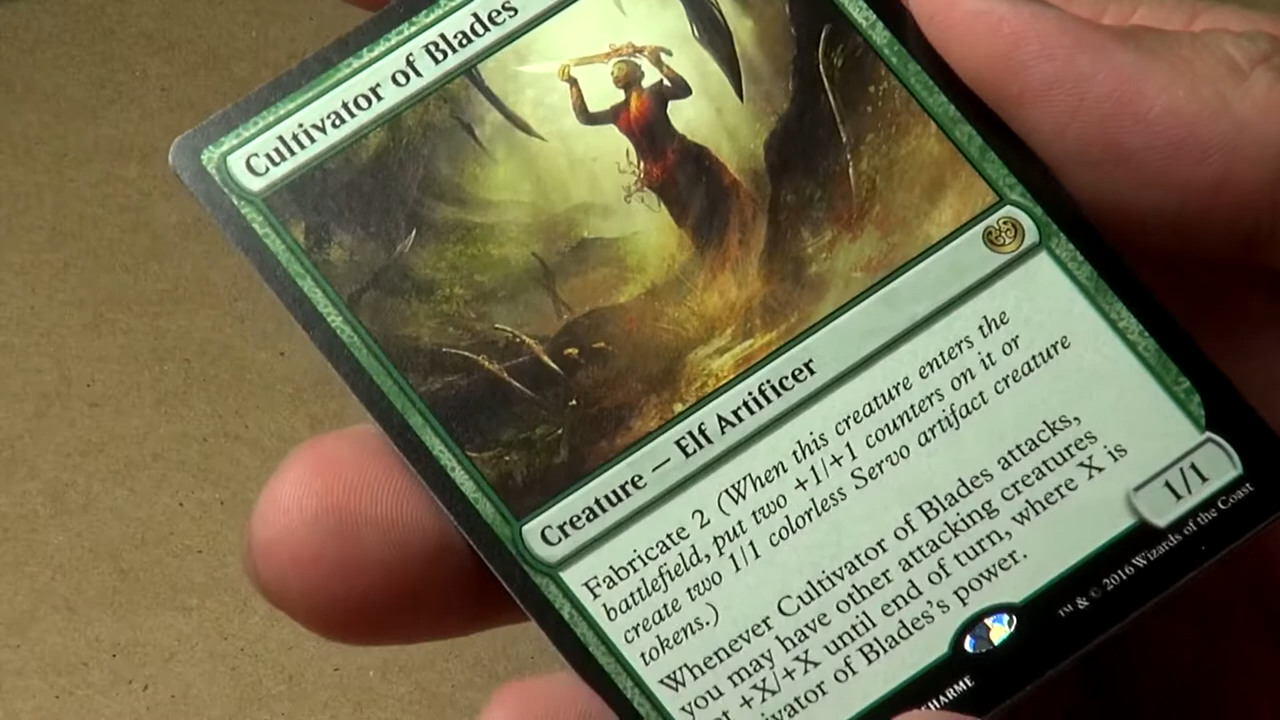 Cultivator of Blades
Creature — Elf Artificer
Fabricate 2 (When this creature enters the
battlefield, put two +1/+1 counters on it or
create two 1/1 colorless Servo artifact creature
tokens.)
Whenever Cultivator of Blades attacks,
you may have other attacking creatures
+X/+X until end of turn, where X is
ivator of Blades's power.
1/1
™ & © 2016 Wizards of the Coast
CHARME